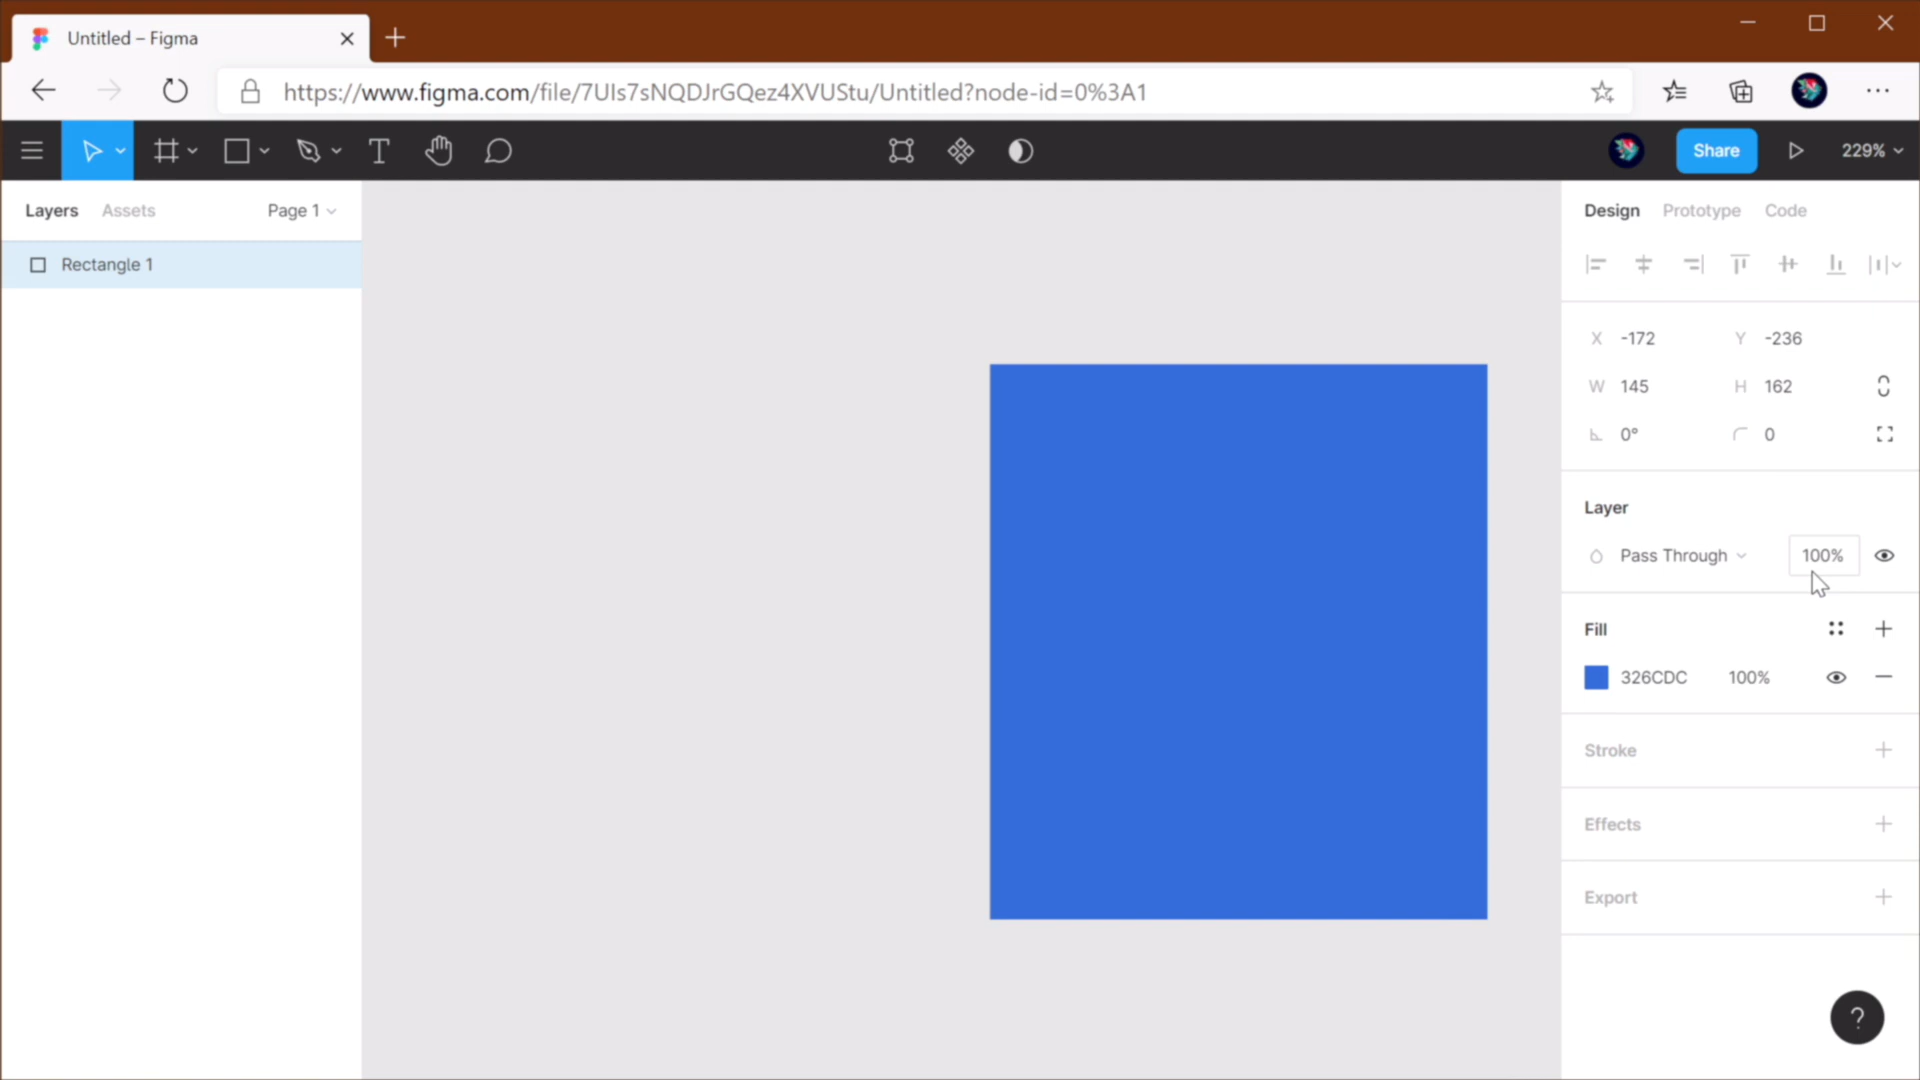 Untitled – Figma
https://www.figma.com/file/7UIs7sNQDJrGQez4XVUStu/Untitled?node-id=0%3A1
Share
229%
Layers Assets Page 1
Rectangle 1
Design Prototype Code
X -172 Y -236
W 145 H 162
0° 0
Layer
Pass Through 100%
Fill
326CDC 100%
Stroke
Effects
Export
?